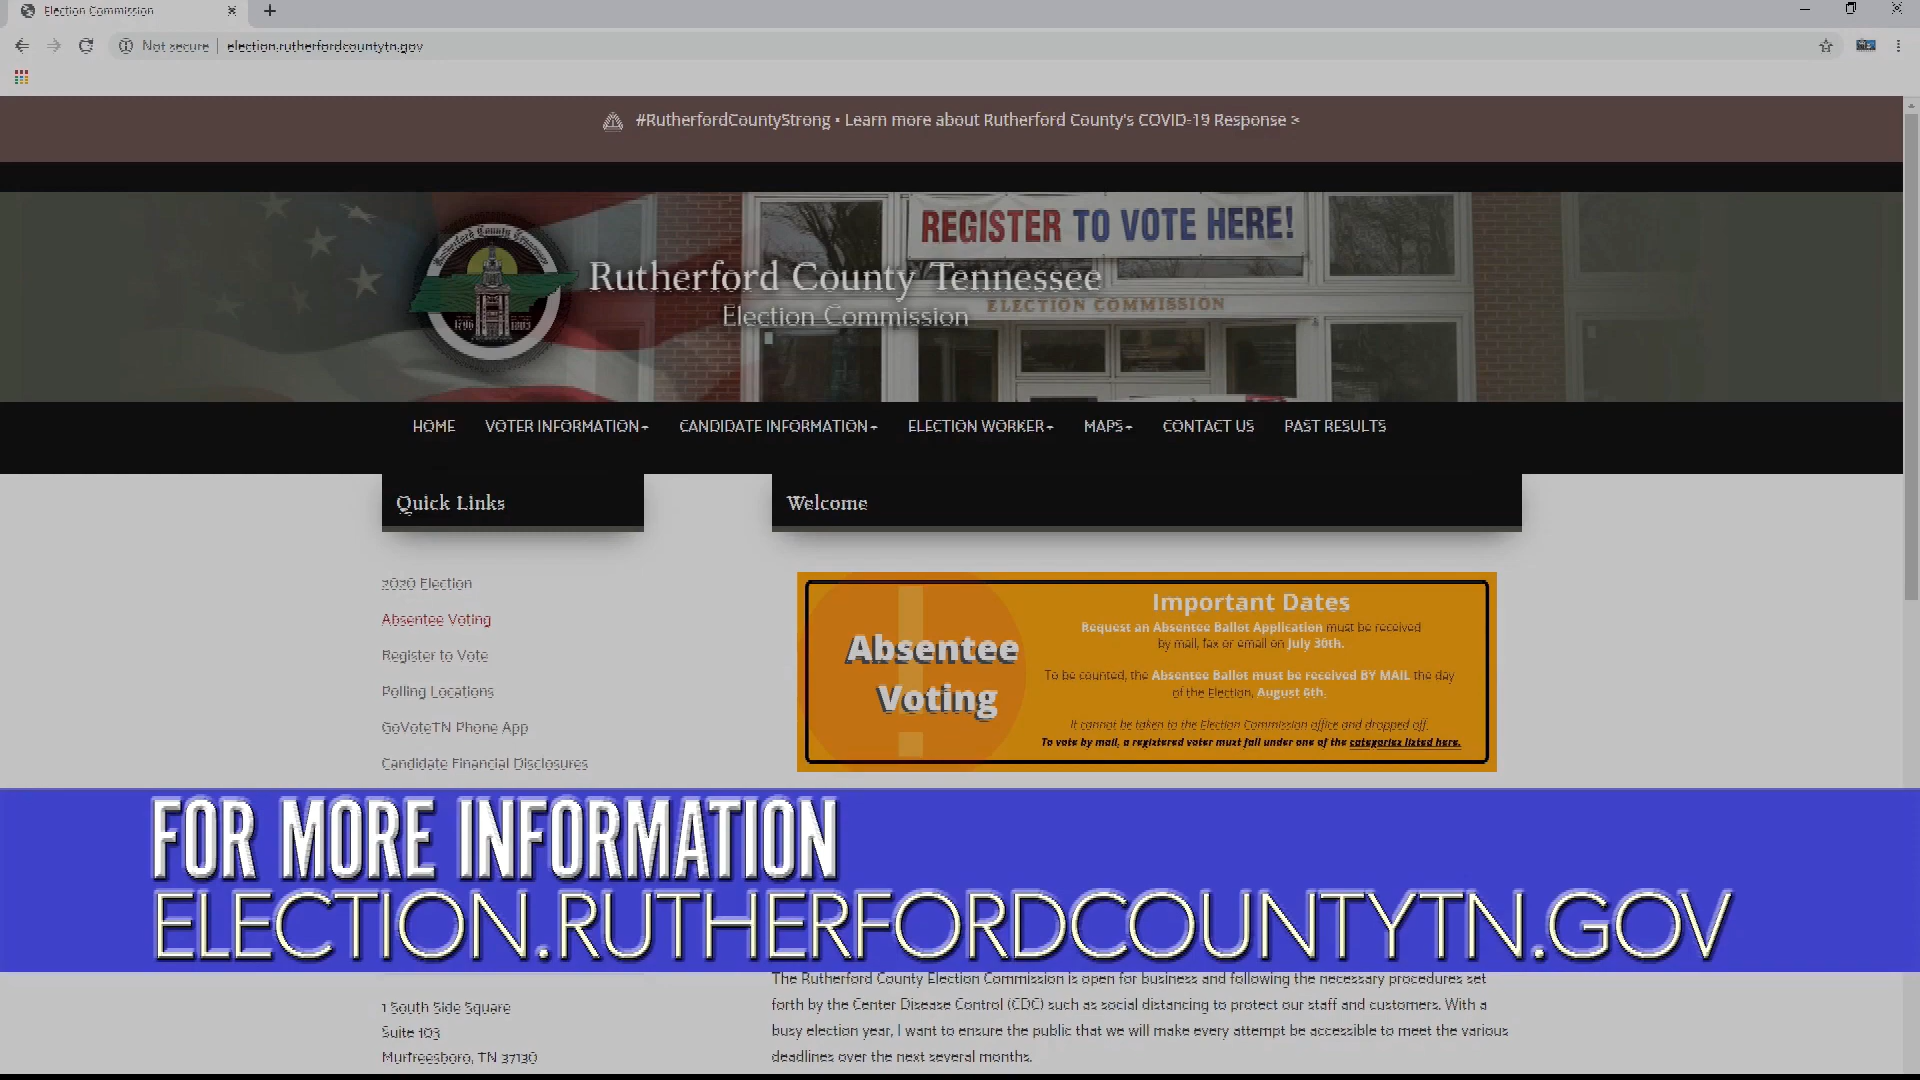 Election Commission
Not secure
election.rutherfordcountytn.gov
#RutherfordCountyStrong • Learn more about Rutherford County's COVID-19 Response >
REGISTER TO VOTE HERE!
Rutherford County Tennessee
Election Commission
ELECTION COMMISSION
Rutherford County Tennessee
1796 1803
HOME VOTER INFORMATION CANDIDATE INFORMATION ELECTION WORKER MAPS CONTACT US PAST RESULTS
Quick Links
2020 Election
Absentee Voting
Register to Vote
Polling Locations
GoVoteTN Phone App
Candidate Financial Disclosures
Welcome
Absentee
Voting
Important Dates
Request an Absentee Ballot Application must be received
by mail, fax or email on July 30th.
To be counted, the Absentee Ballot must be received BY MAIL the day
of the Election, August 6th.
It cannot be taken to the Election Commission office and dropped off.
To vote by mail, a registered voter must fall under one of the categories listed here.
FOR MORE INFORMATION
ELECTION.RUTHERFORDCOUNTYTN.GOV
1 South Side Square
Suite 103
Murfreesboro, TN 37130
The Rutherford County Election Commission is open for business and following the necessary procedures set
forth by the Center Disease Control (CDC) such as social distancing to protect our staff and customers. With a
busy election year, I want to ensure the public that we will make every attempt be accessible to meet the various
deadlines over the next several months.